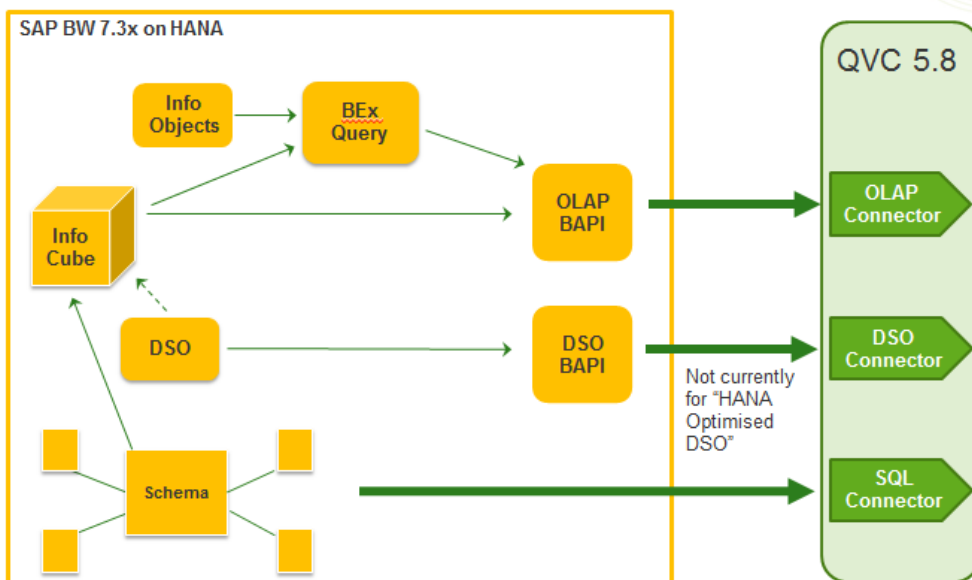 SAP BW 7.3x on HANA
QVC 5.8
Info
Objects
BEx
Query
OLAP
BAPI
OLAP
Connector
Info
Cube
DSO
DSO
BAPI
DSO
Connector
Not currently
for “HANA
Optimised
DSO”
Schema
SQL
Connector